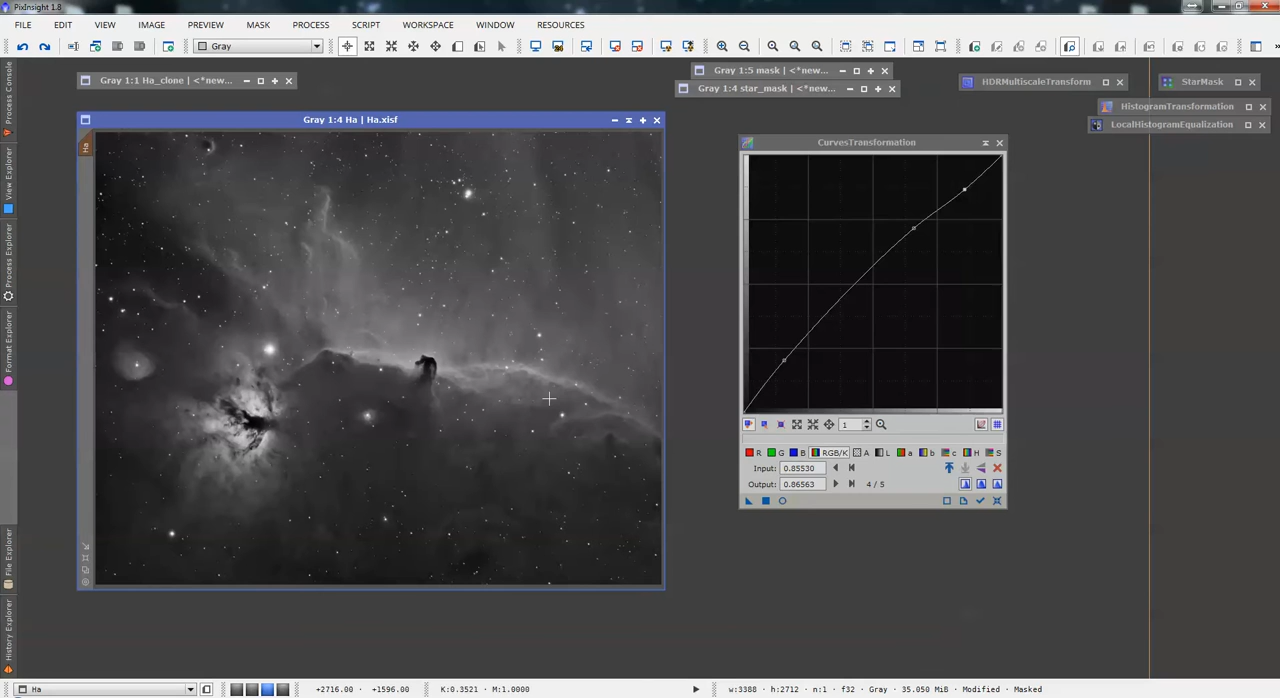 PixInsight 1.8
FILE EDIT VIEW IMAGE PREVIEW MASK PROCESS SCRIPT WORKSPACE WINDOW RESOURCES
Gray
Process Console
View Explorer
Process Explorer
Format Explorer
File Explorer
History Explorer
Gray 1:1 Ha_clone | <*new...
Gray 1:5 mask | <*new...
Gray 1:4 star_mask | <*new...
HDRMultiscaleTransform
StarMask
HistogramTransformation
LocalHistogramEqualization
Gray 1:4 Ha | Ha.xisf
Ha
CurvesTransformation
1
R G B RGB/K A L a b c H S
Input: 0.85530
Output: 0.86563 4 / 5
Ha
+2716.00 · +1596.00 K:0.3521 · M:1.0000
w:3388 · h:2712 · n:1 · f32 · Gray · 35.050 MiB · Modified · Masked